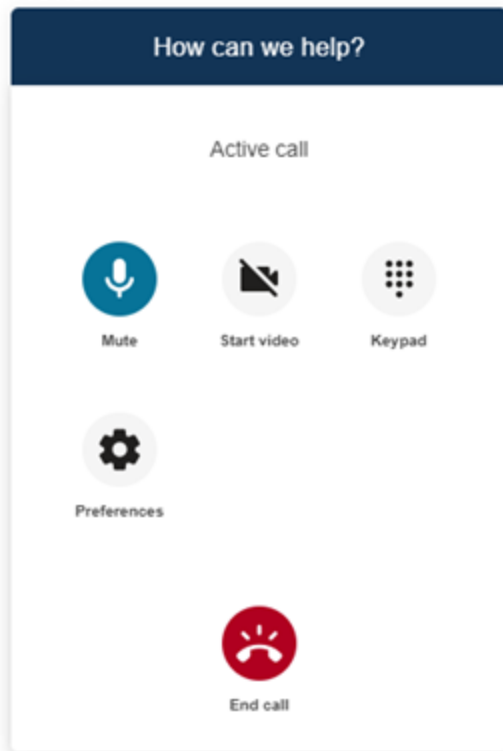 How can we help?
Active call
Mute
Start video
Keypad
Preferences
End call